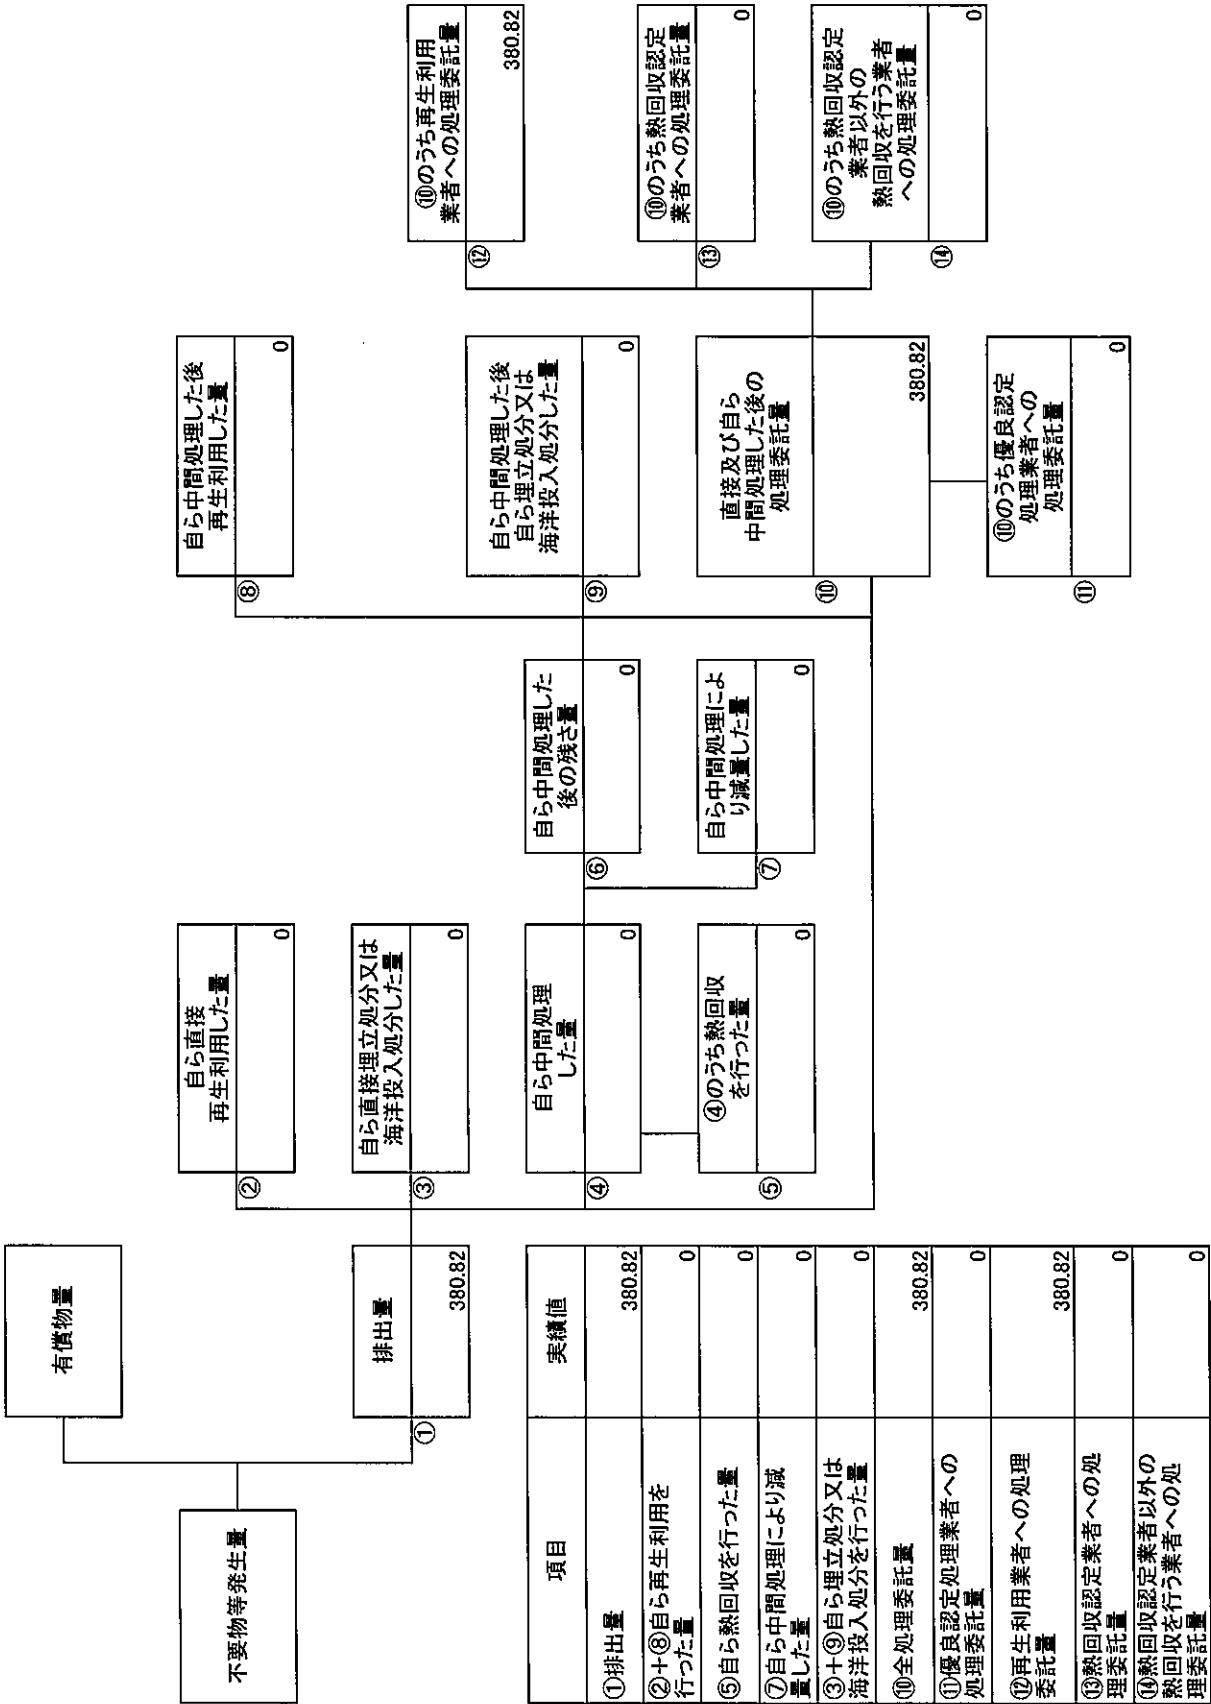 不要物等発生量
有償物量
排出量
①
380.82
自ら直接
再生利用した量
②
0
自ら直接埋立処分又は
海洋投入処分した量
③
0
自ら中間処理
した量
④
0
④のうち熱回収
を行った量
⑤
0
自ら中間処理した
後の残さ量
⑥
0
自ら中間処理によ
り減量した量
⑦
0
自ら中間処理した後
再生利用した量
⑧
0
自ら中間処理した後
自ら埋立処分又は
海洋投入処分した量
⑨
0
直接及び自ら
中間処理した後の
処理委託量
⑩
380.82
⑩のうち優良認定
処理業者への
処理委託量
⑪
0
⑩のうち再生利用
業者への処理委託量
⑫
380.82
⑩のうち熱回収認定
業者への処理委託量
⑬
0
⑩のうち熱回収認定
業者以外の
熱回収を行う業者
への処理委託量
⑭
0
項目 実績値
①排出量 380.82
②+⑧自ら再生利用を
行った量 0
⑤自ら熱回収を行った量 0
⑦自ら中間処理により減
量した量 0
③+⑨自ら埋立処分又は
海洋投入処分を行った量 0
⑩全処理委託量 380.82
⑪優良認定処理業者への
処理委託量 0
⑫再生利用業者への処理
委託量 380.82
⑬熱回収認定業者への処
理委託量 0
⑭熱回収認定業者以外の
熱回収を行う業者への処
理委託量 0